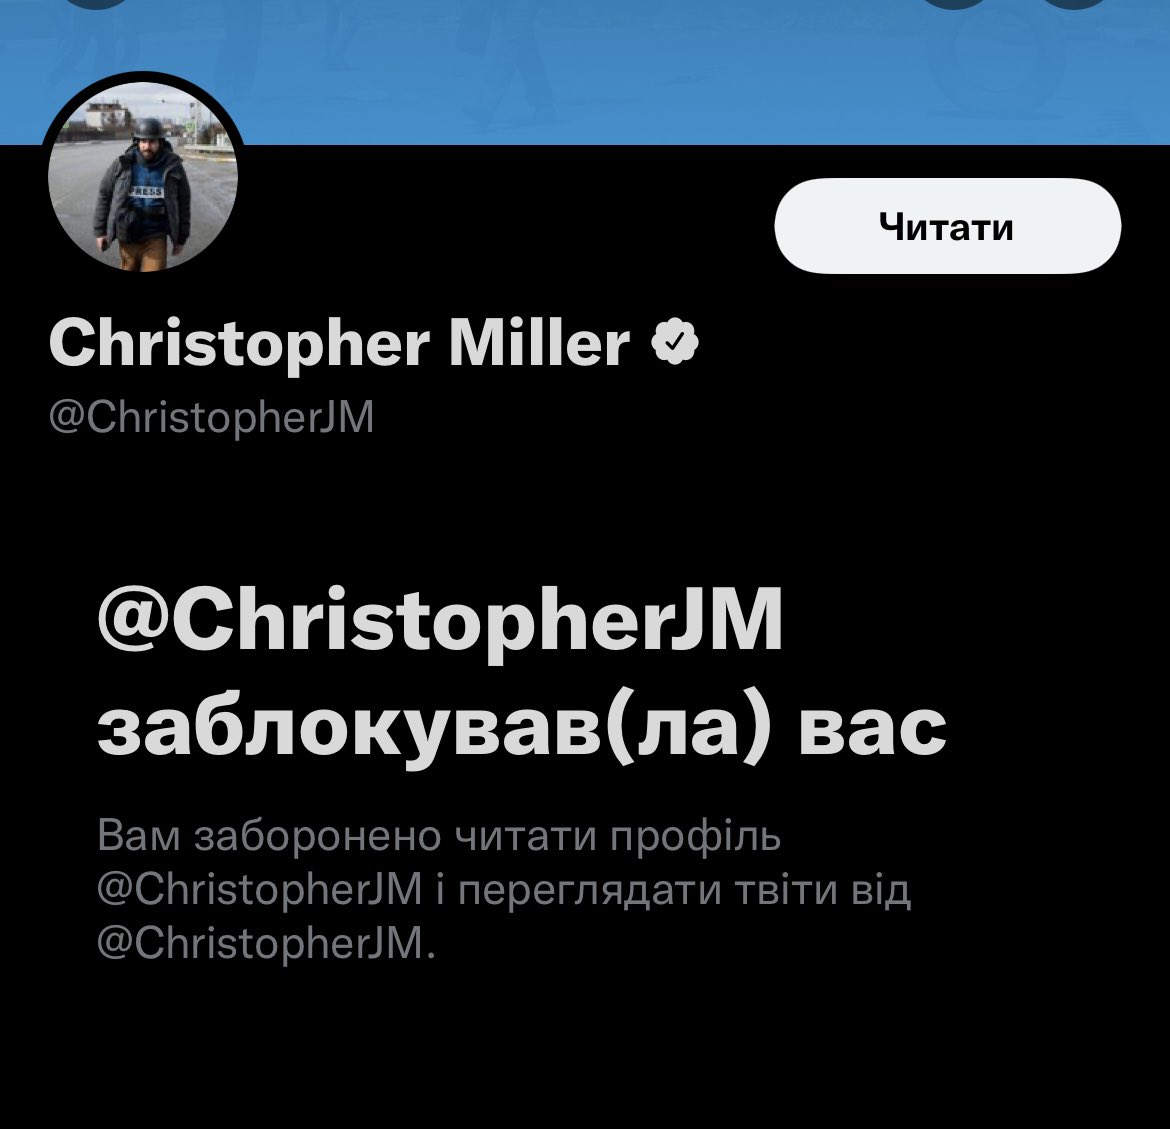 PRESS
Читати
Christopher Miller
@ChristopherJM
@ChristopherJM
заблокував(ла) вас
Вам заборонено читати профіль
@ChristopherJM і переглядати твіти від
@ChristopherJM.